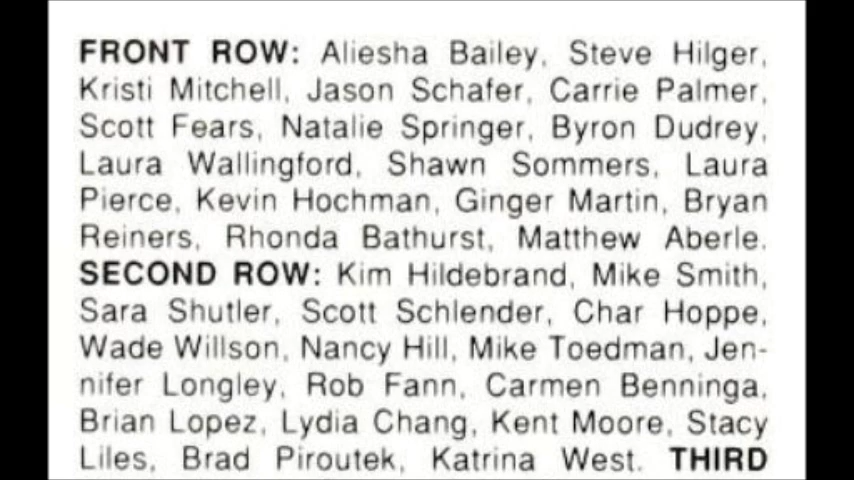 FRONT ROW: Aliesha Bailey, Steve Hilger,
Kristi Mitchell, Jason Schafer, Carrie Palmer,
Scott Fears, Natalie Springer, Byron Dudrey,
Laura Wallingford, Shawn Sommers, Laura
Pierce, Kevin Hochman, Ginger Martin, Bryan
Reiners, Rhonda Bathurst, Matthew Aberle.
SECOND ROW: Kim Hildebrand, Mike Smith,
Sara Shutler, Scott Schlender, Char Hoppe,
Wade Willson, Nancy Hill, Mike Toedman, Jen-
nifer Longley, Rob Fann, Carmen Benninga,
Brian Lopez, Lydia Chang, Kent Moore, Stacy
Liles, Brad Piroutek, Katrina West. THIRD